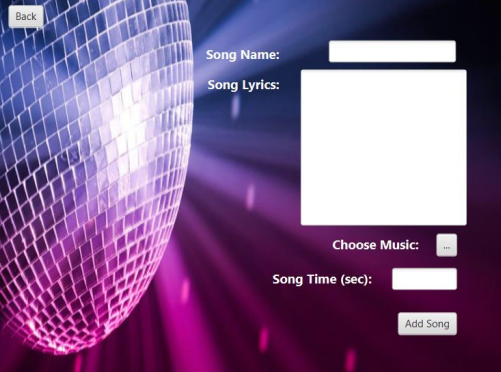 Back
Song Name:
Song Lyrics:
Choose Music:
...
Song Time (sec):
Add Song